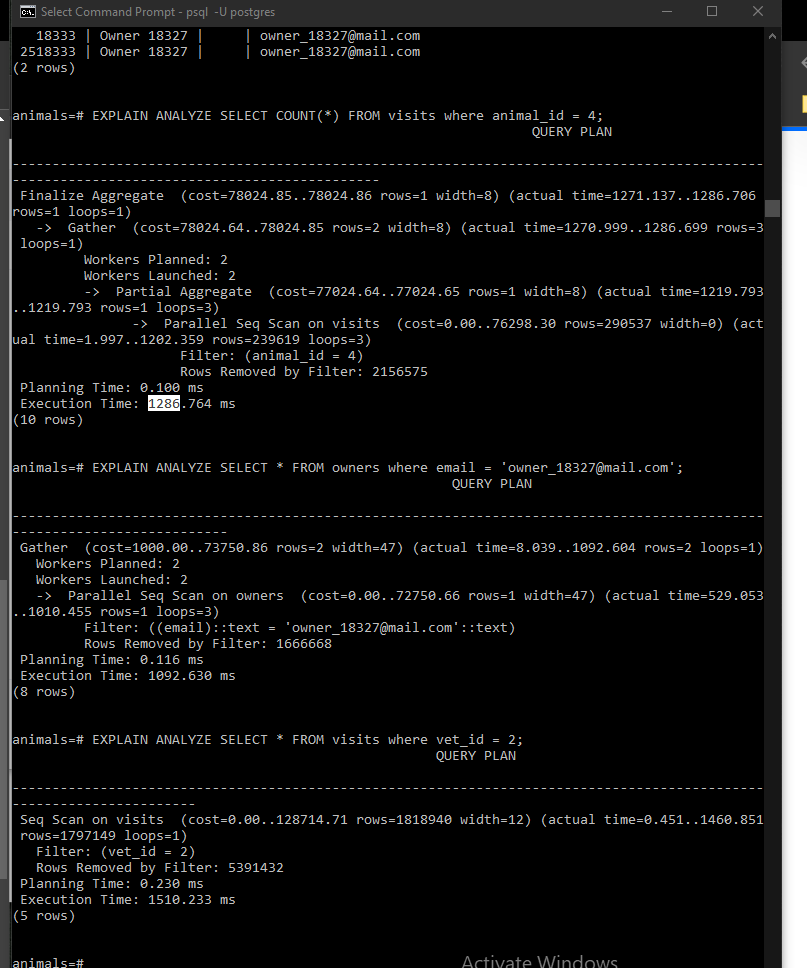 Select Command Prompt - psql  -U postgres
   18333 | Owner 18327 |     | owner_18327@mail.com
 2518333 | Owner 18327 |     | owner_18327@mail.com
(2 rows)
animals=# EXPLAIN ANALYZE SELECT COUNT(*) FROM visits where animal_id = 4;
QUERY PLAN
----------------------------------------------------------------------------------------------
----------------------------------------------
 Finalize Aggregate  (cost=78024.85..78024.86 rows=1 width=8) (actual time=1271.137..1286.706
rows=1 loops=1)
   ->  Gather  (cost=78024.64..78024.85 rows=2 width=8) (actual time=1270.999..1286.699 rows=3
 loops=1)
         Workers Planned: 2
         Workers Launched: 2
         ->  Partial Aggregate  (cost=77024.64..77024.65 rows=1 width=8) (actual time=1219.793
..1219.793 rows=1 loops=3)
               ->  Parallel Seq Scan on visits  (cost=0.00..76298.30 rows=290537 width=0) (act
ual time=1.997..1202.359 rows=239619 loops=3)
                     Filter: (animal_id = 4)
                     Rows Removed by Filter: 2156575
 Planning Time: 0.100 ms
 Execution Time: 1286.764 ms
(10 rows)
animals=# EXPLAIN ANALYZE SELECT * FROM owners where email = 'owner_18327@mail.com';
QUERY PLAN
----------------------------------------------------------------------------------------------
---------------------------
 Gather  (cost=1000.00..73750.86 rows=2 width=47) (actual time=8.039..1092.604 rows=2 loops=1)
   Workers Planned: 2
   Workers Launched: 2
   ->  Parallel Seq Scan on owners  (cost=0.00..72750.66 rows=1 width=47) (actual time=529.053
..1010.455 rows=1 loops=3)
         Filter: ((email)::text = 'owner_18327@mail.com'::text)
         Rows Removed by Filter: 1666668
 Planning Time: 0.116 ms
 Execution Time: 1092.630 ms
(8 rows)
animals=# EXPLAIN ANALYZE SELECT * FROM visits where vet_id = 2;
QUERY PLAN
----------------------------------------------------------------------------------------------
-----------------------
 Seq Scan on visits  (cost=0.00..128714.71 rows=1818940 width=12) (actual time=0.451..1460.851
 rows=1797149 loops=1)
   Filter: (vet_id = 2)
   Rows Removed by Filter: 5391432
 Planning Time: 0.230 ms
 Execution Time: 1510.233 ms
(5 rows)
animals=#
Activate Windows